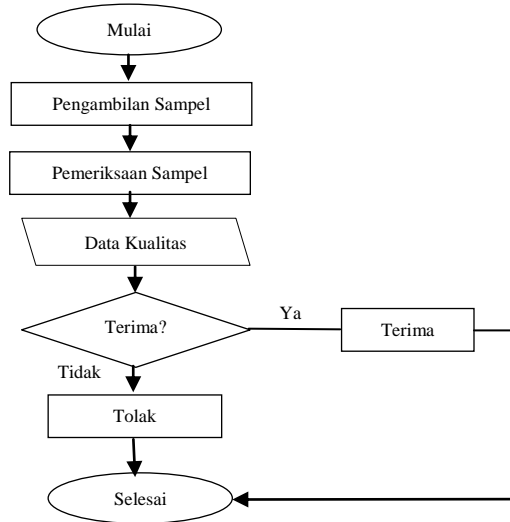 Mulai
Pengambilan Sampel
Pemeriksaan Sampel
Data Kualitas
Terima?
Ya
Terima
Tidak
Tolak
Selesai